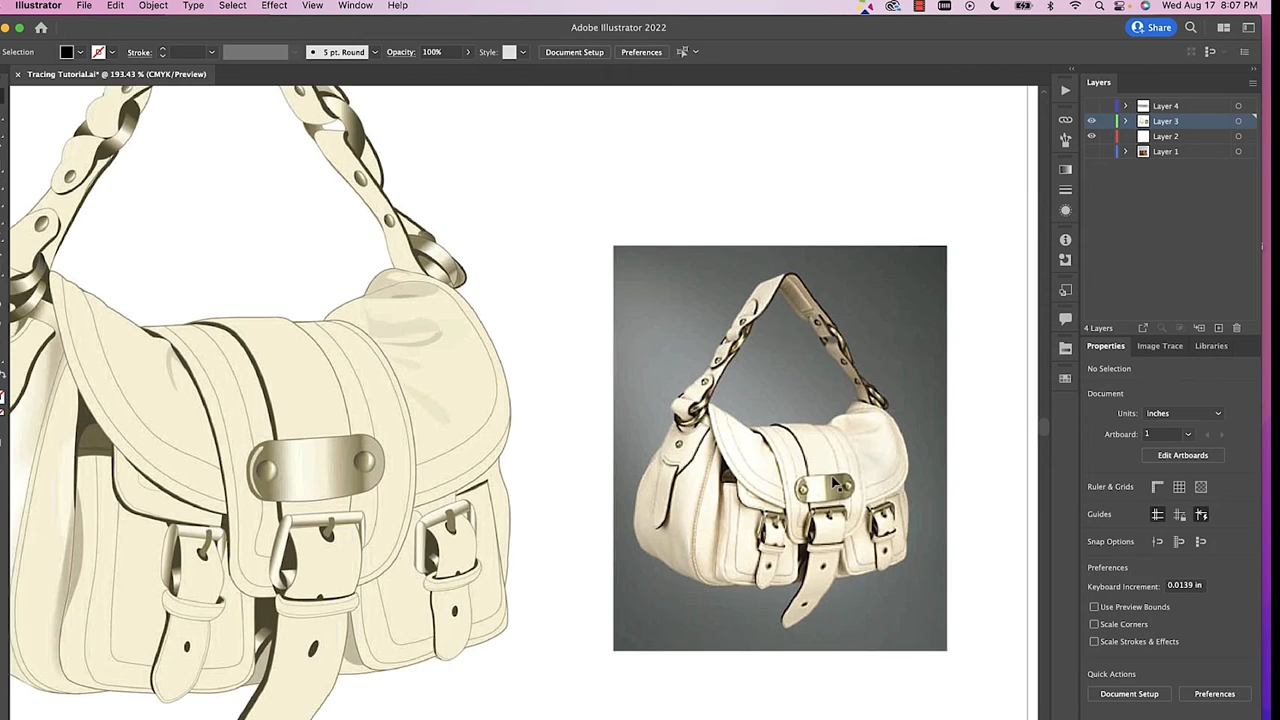 Illustrator File Edit Object Type Select Effect View Window Help Wed Aug 17 8:07 PM
Adobe Illustrator 2022 Share
Selection Stroke: 5 pt. Round Opacity: 100% Style: Document Setup Preferences
× Tracing Tutorial.ai* @ 193.43 % (CMYK/Preview)
Layers
Layer 4
Layer 3
Layer 2
Layer 1
4 Layers
Properties Image Trace Libraries
No Selection
Document
Units: Inches
Artboard: 1
Edit Artboards
Ruler & Grids
Guides
Snap Options
Preferences
Keyboard Increment: 0.0139 in
Use Preview Bounds
Scale Corners
Scale Strokes & Effects
Quick Actions
Document Setup Preferences